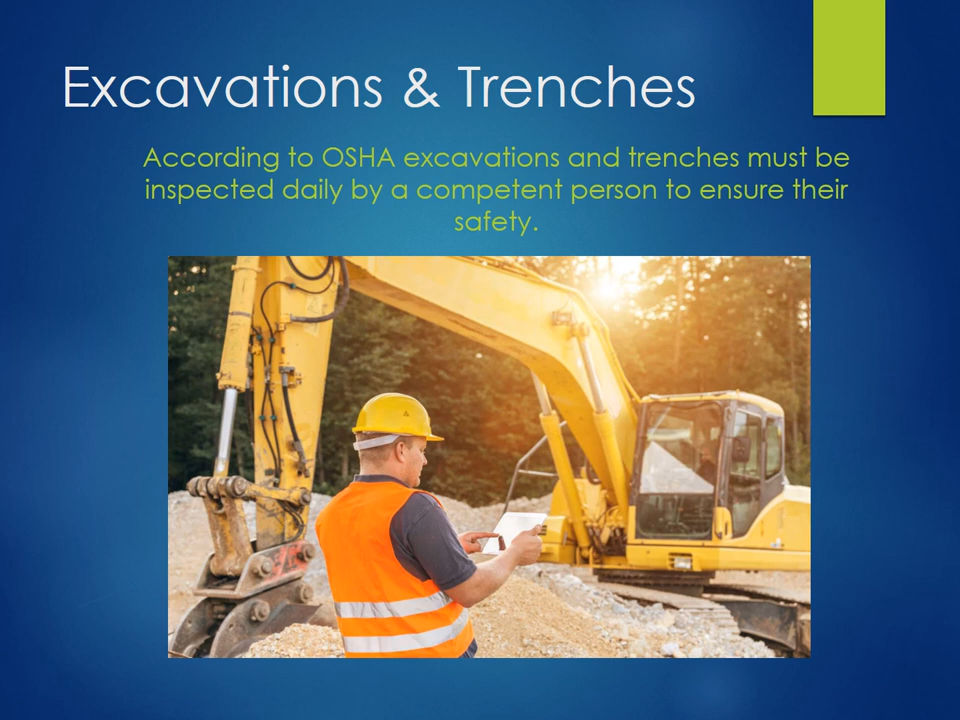 Excavations & Trenches
According to OSHA excavations and trenches must be
inspected daily by a competent person to ensure their
safety.